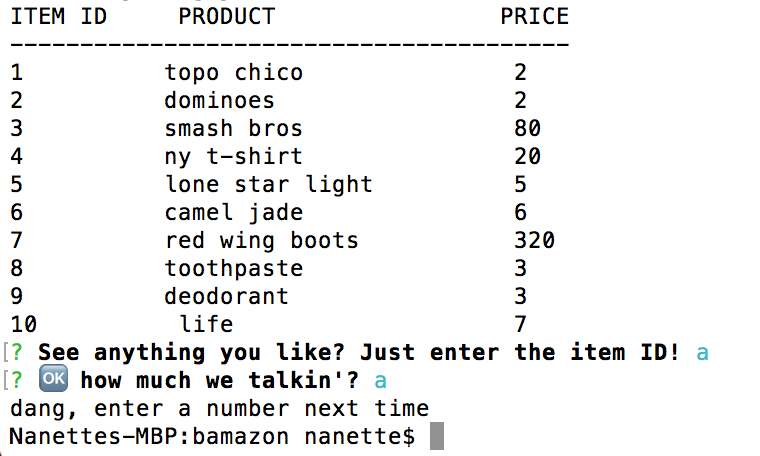 ITEM ID PRODUCT PRICE
----------------------------------------
1 topo chico 2
2 dominoes 2
3 smash bros 80
4 ny t-shirt 20
5 lone star light 5
6 camel jade 6
7 red wing boots 320
8 toothpaste 3
9 deodorant 3
10 life 7
[? See anything you like? Just enter the item ID! a
[? 🆗 how much we talkin'? a
dang, enter a number next time
Nanettes-MBP:bamazon nanette$